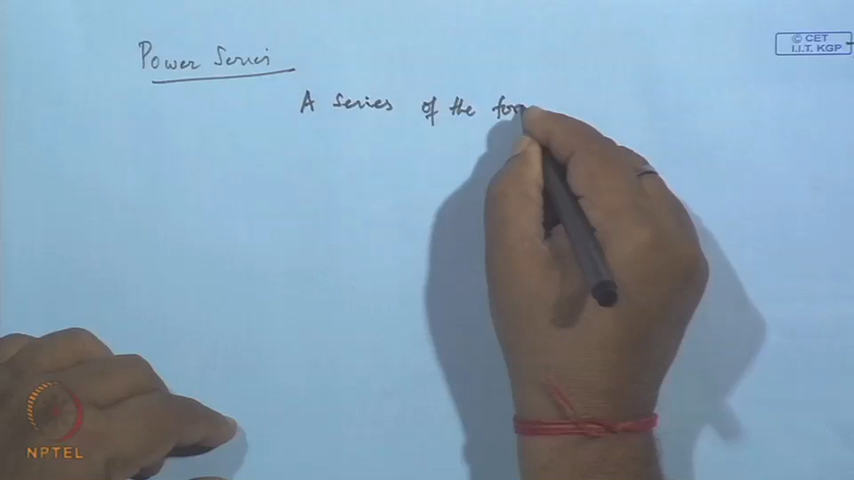 Power Series
© CET
I.I.T. KGP
A series of the for
NPTEL